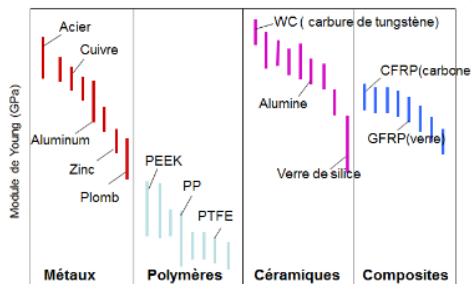 Module de Young (GPa)
Acier
Cuivre
Aluminum
Zinc
Plomb
PEEK
PP
PTFE
WC ( carbure de tungstène)
Alumine
Verre de silice
CFRP(carbone
GFRP(verre)
Métaux
Polymères
Céramiques
Composites